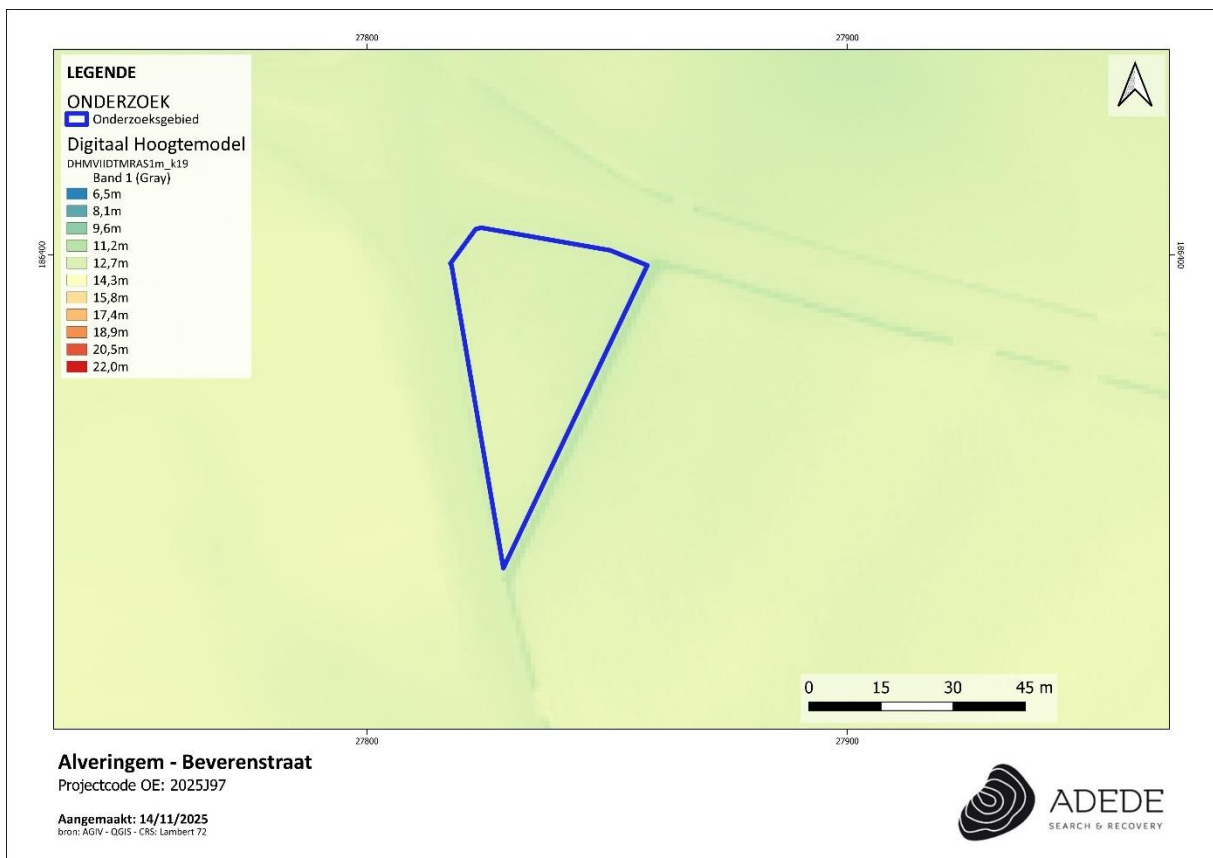 27800
27900
LEGENDE
ONDERZOEK
Onderzoeksgebied
Digitaal Hoogtemodel
DHMVIIDTMRAS1m_k19
Band 1 (Gray)
6,5m
8,1m
9,6m
11,2m
12,7m
14,3m
15,8m
17,4m
18,9m
20,5m
22,0m
186400
186400
0 15 30 45 m
27800
27900
Alveringem - Beverenstraat
Projectcode OE: 2025J97
Aangemaakt: 14/11/2025
bron: AGIV - QGIS - CRS: Lambert 72
ADEDE
SEARCH & RECOVERY